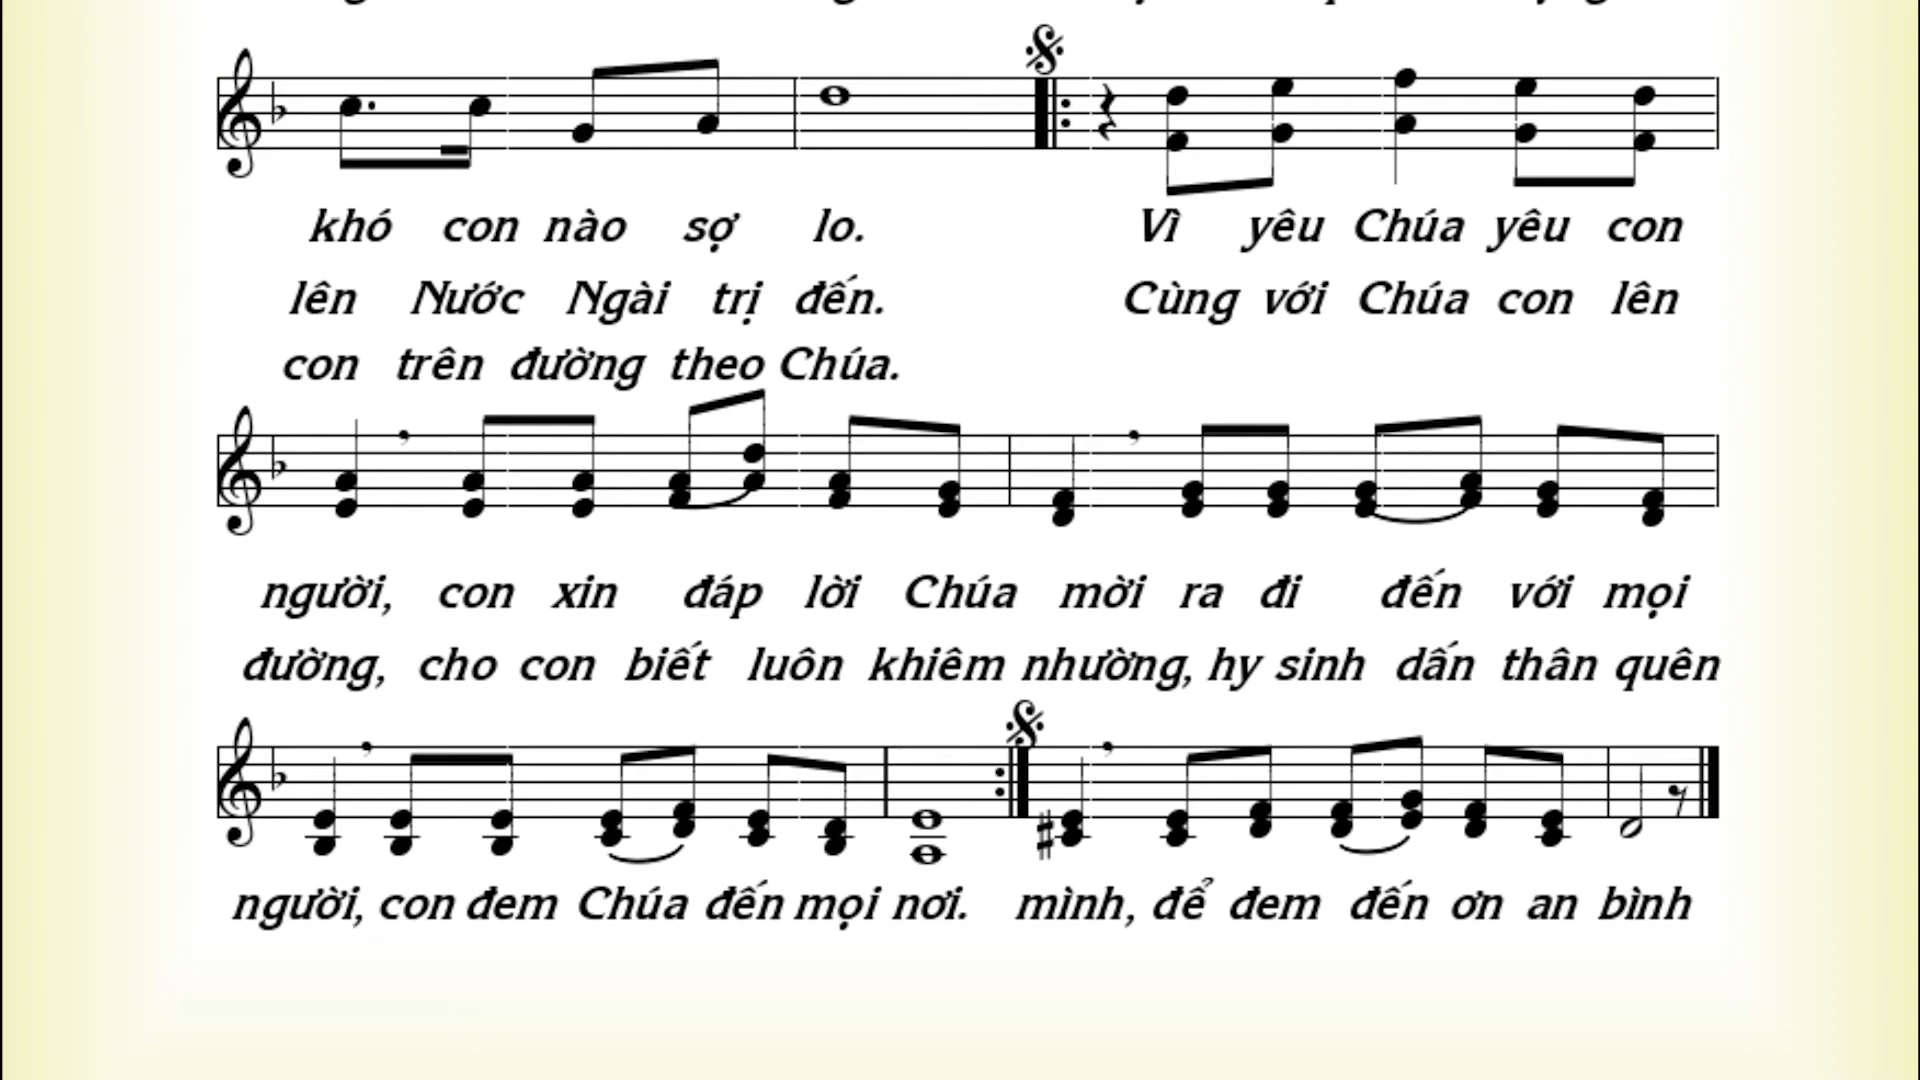 khó con nào sợ lo. Vì yêu Chúa yêu con
lên Nước Ngài trị đến. Cùng với Chúa con lên
con trên đường theo Chúa.
người, con xin đáp lời Chúa mời ra đi đến với mọi
đường, cho con biết luôn khiêm nhường, hy sinh dấn thân quên
người, con đem Chúa đến mọi nơi. mình, để đem đến ơn an bình